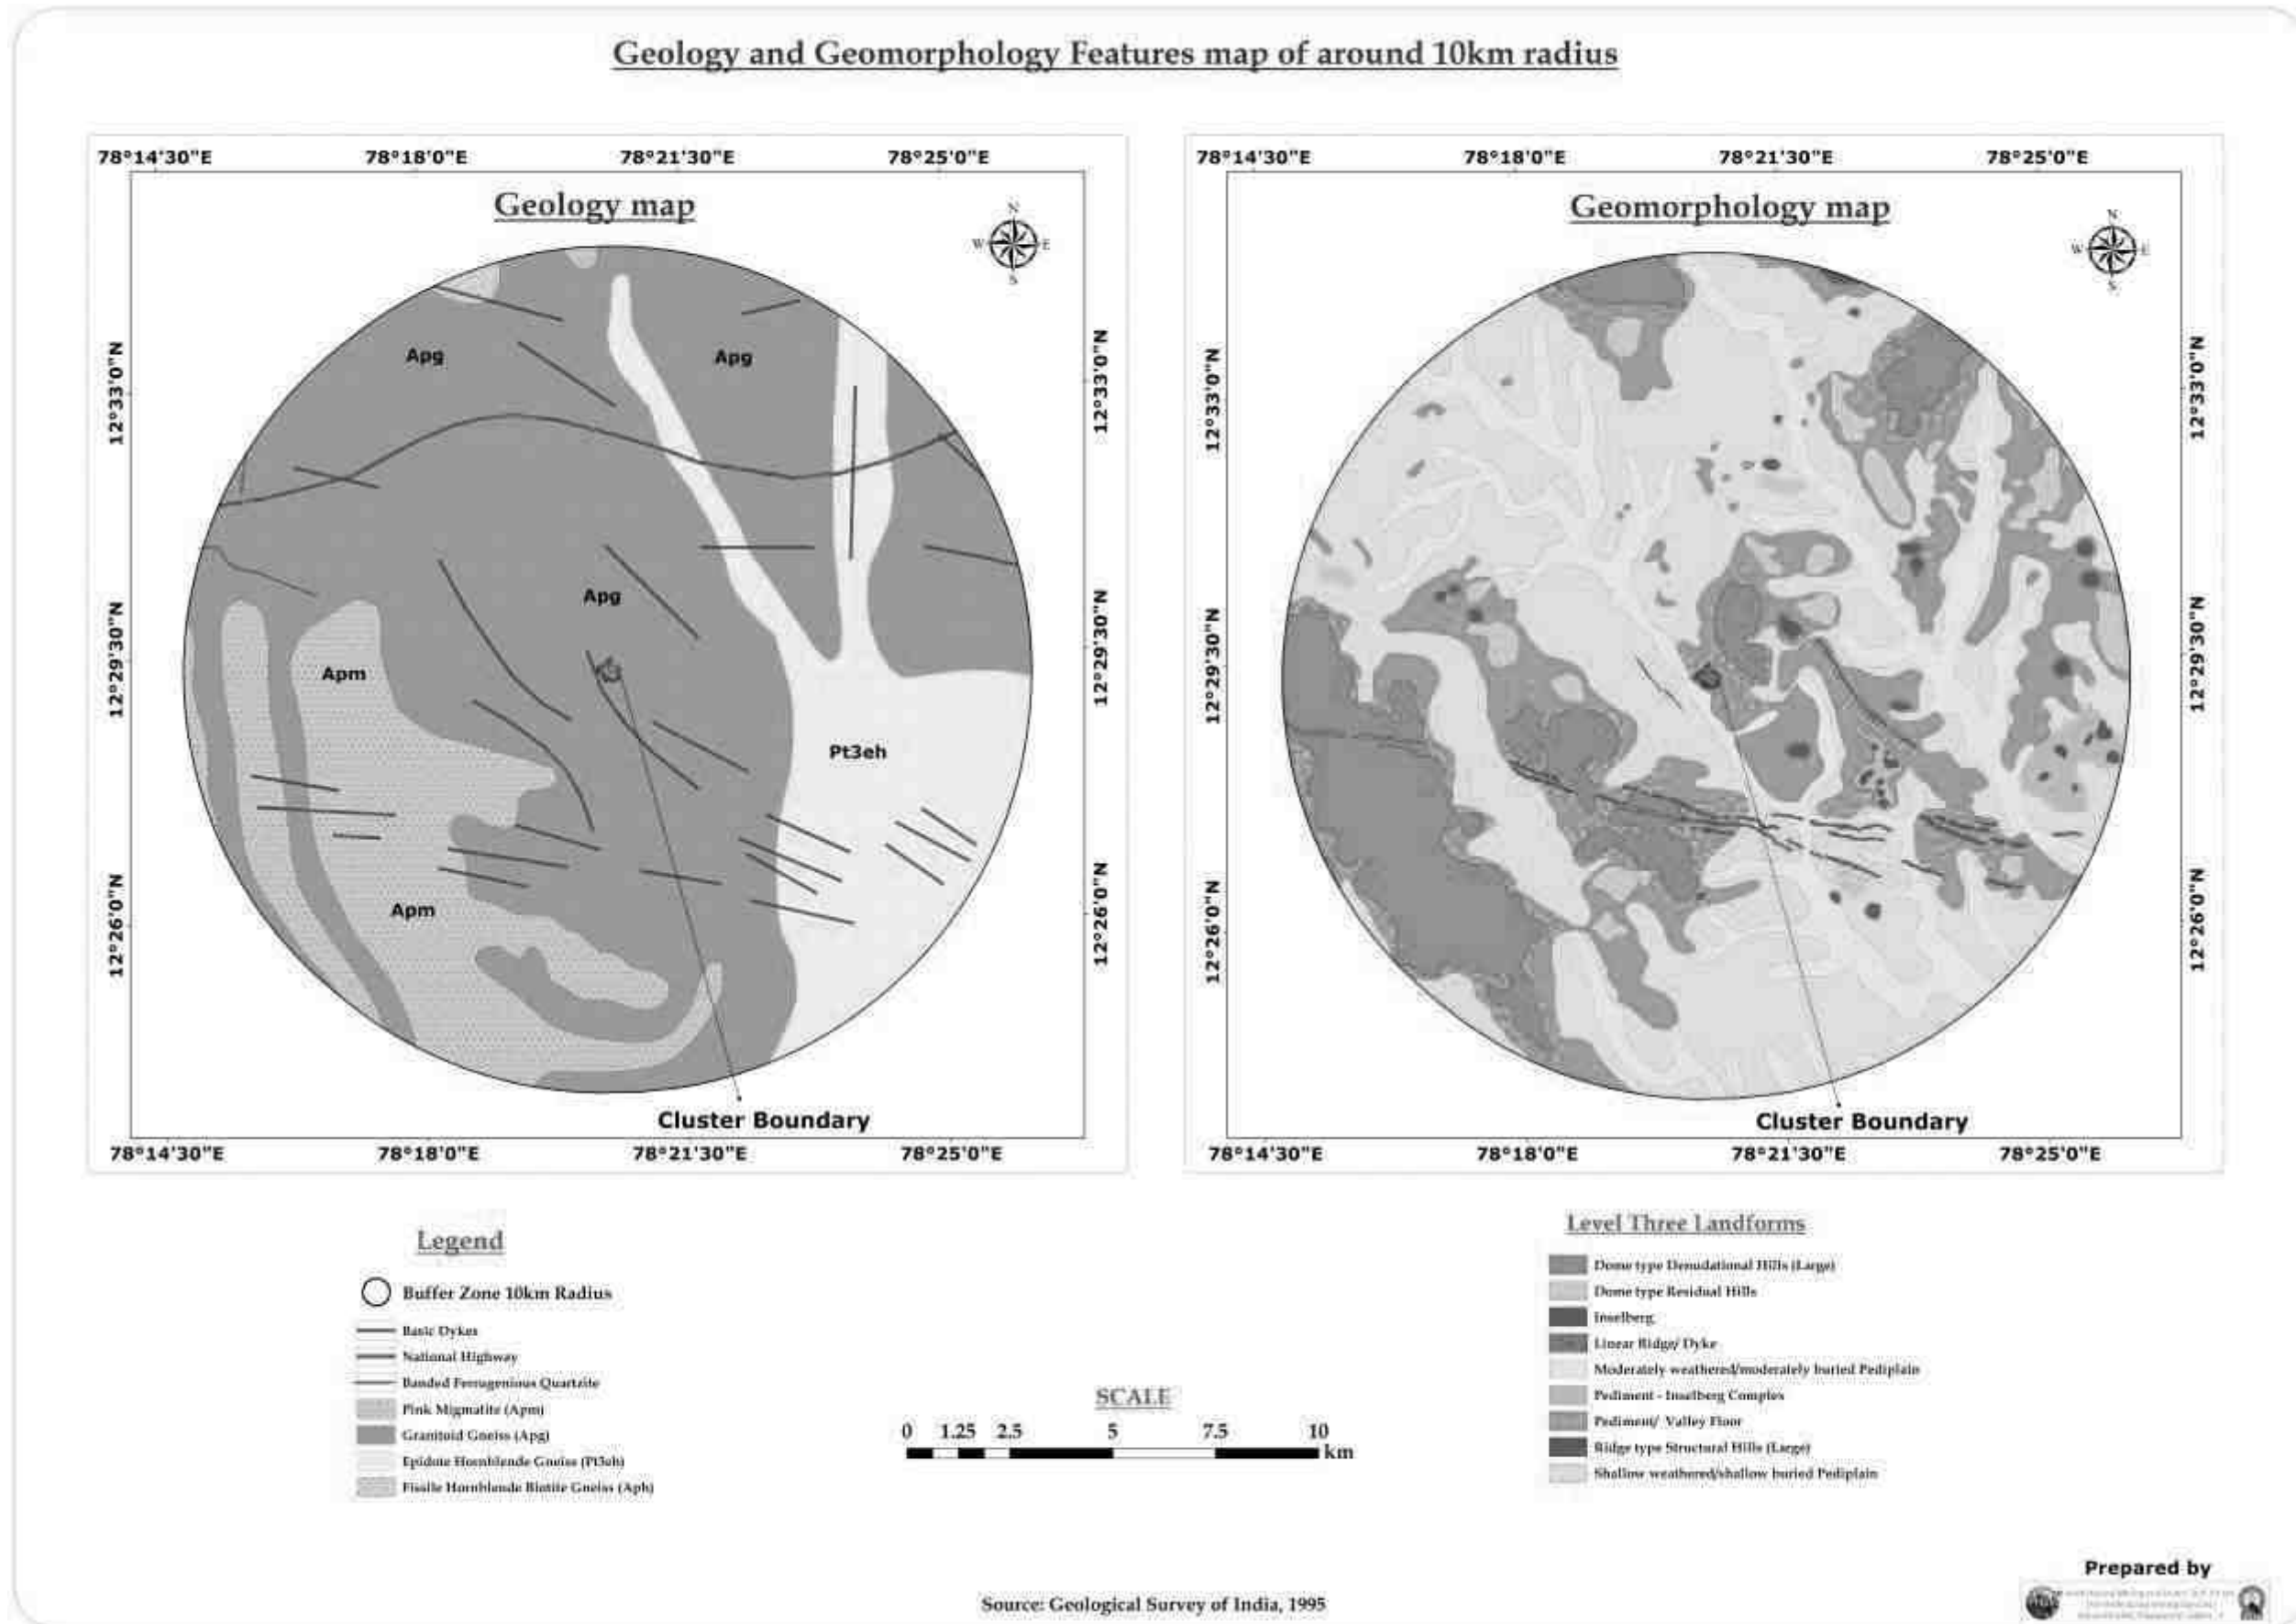 Geology and Geomorphology Features map of around 10km radius
78°14'30"E 78°18'0"E 78°21'30"E 78°25'0"E
Geology map
N
W E
S
12°33'0"N
12°29'30"N
12°26'0"N
12°33'0"N
12°29'30"N
12°26'0"N
Apg
Apg
Apg
Apm
Pt3eh
Apm
Cluster Boundary
78°14'30"E 78°18'0"E 78°21'30"E 78°25'0"E
78°14'30"E 78°18'0"E 78°21'30"E 78°25'0"E
Geomorphology map
N
W E
S
12°33'0"N
12°29'30"N
12°26'0"N
12°33'0"N
12°29'30"N
12°26'0"N
Cluster Boundary
78°14'30"E 78°18'0"E 78°21'30"E 78°25'0"E
Legend
Buffer Zone 10km Radius
Basic Dykes
National Highway
Banded Ferrugenious Quartzite
Pink Migmatite (Apm)
Granitoid Gneiss (Apg)
Epidote Hornblende Gneiss (Pt3eh)
Fissile Hornblende Biotite Gneiss (Aph)
SCALE
0 1.25 2.5 5 7.5 10
km
Level Three Landforms
Dome type Denudational Hills (Large)
Dome type Residual Hills
Inselberg
Linear Ridge/ Dyke
Moderately weathered/moderately buried Pediplain
Pediment - Inselberg Complex
Pediment/ Valley Floor
Ridge type Structural Hills (Large)
Shallow weathered/shallow buried Pediplain
Source: Geological Survey of India, 1995
Prepared by